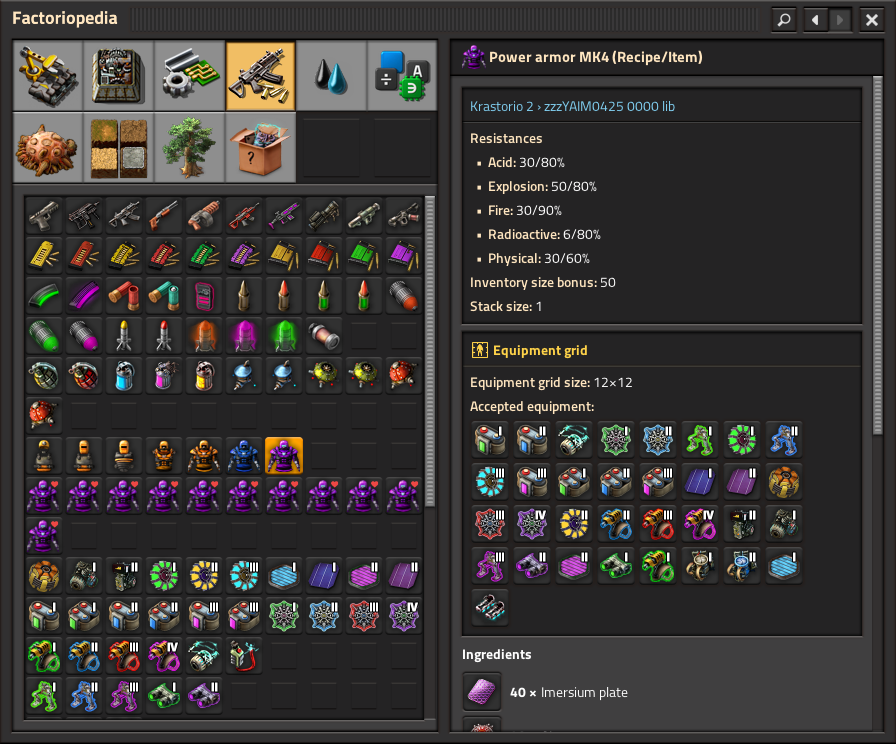 Factoriopedia
Power armor MK4 (Recipe/Item)
Krastorio 2 › zzzYAIM0425 0000 lib
Resistances
▪ Acid: 30/80%
▪ Explosion: 50/80%
▪ Fire: 30/90%
▪ Radioactive: 6/80%
▪ Physical: 30/60%
Inventory size bonus: 50
Stack size: 1
Equipment grid
Equipment grid size: 12×12
Accepted equipment:
Ingredients
40 × Imersium plate